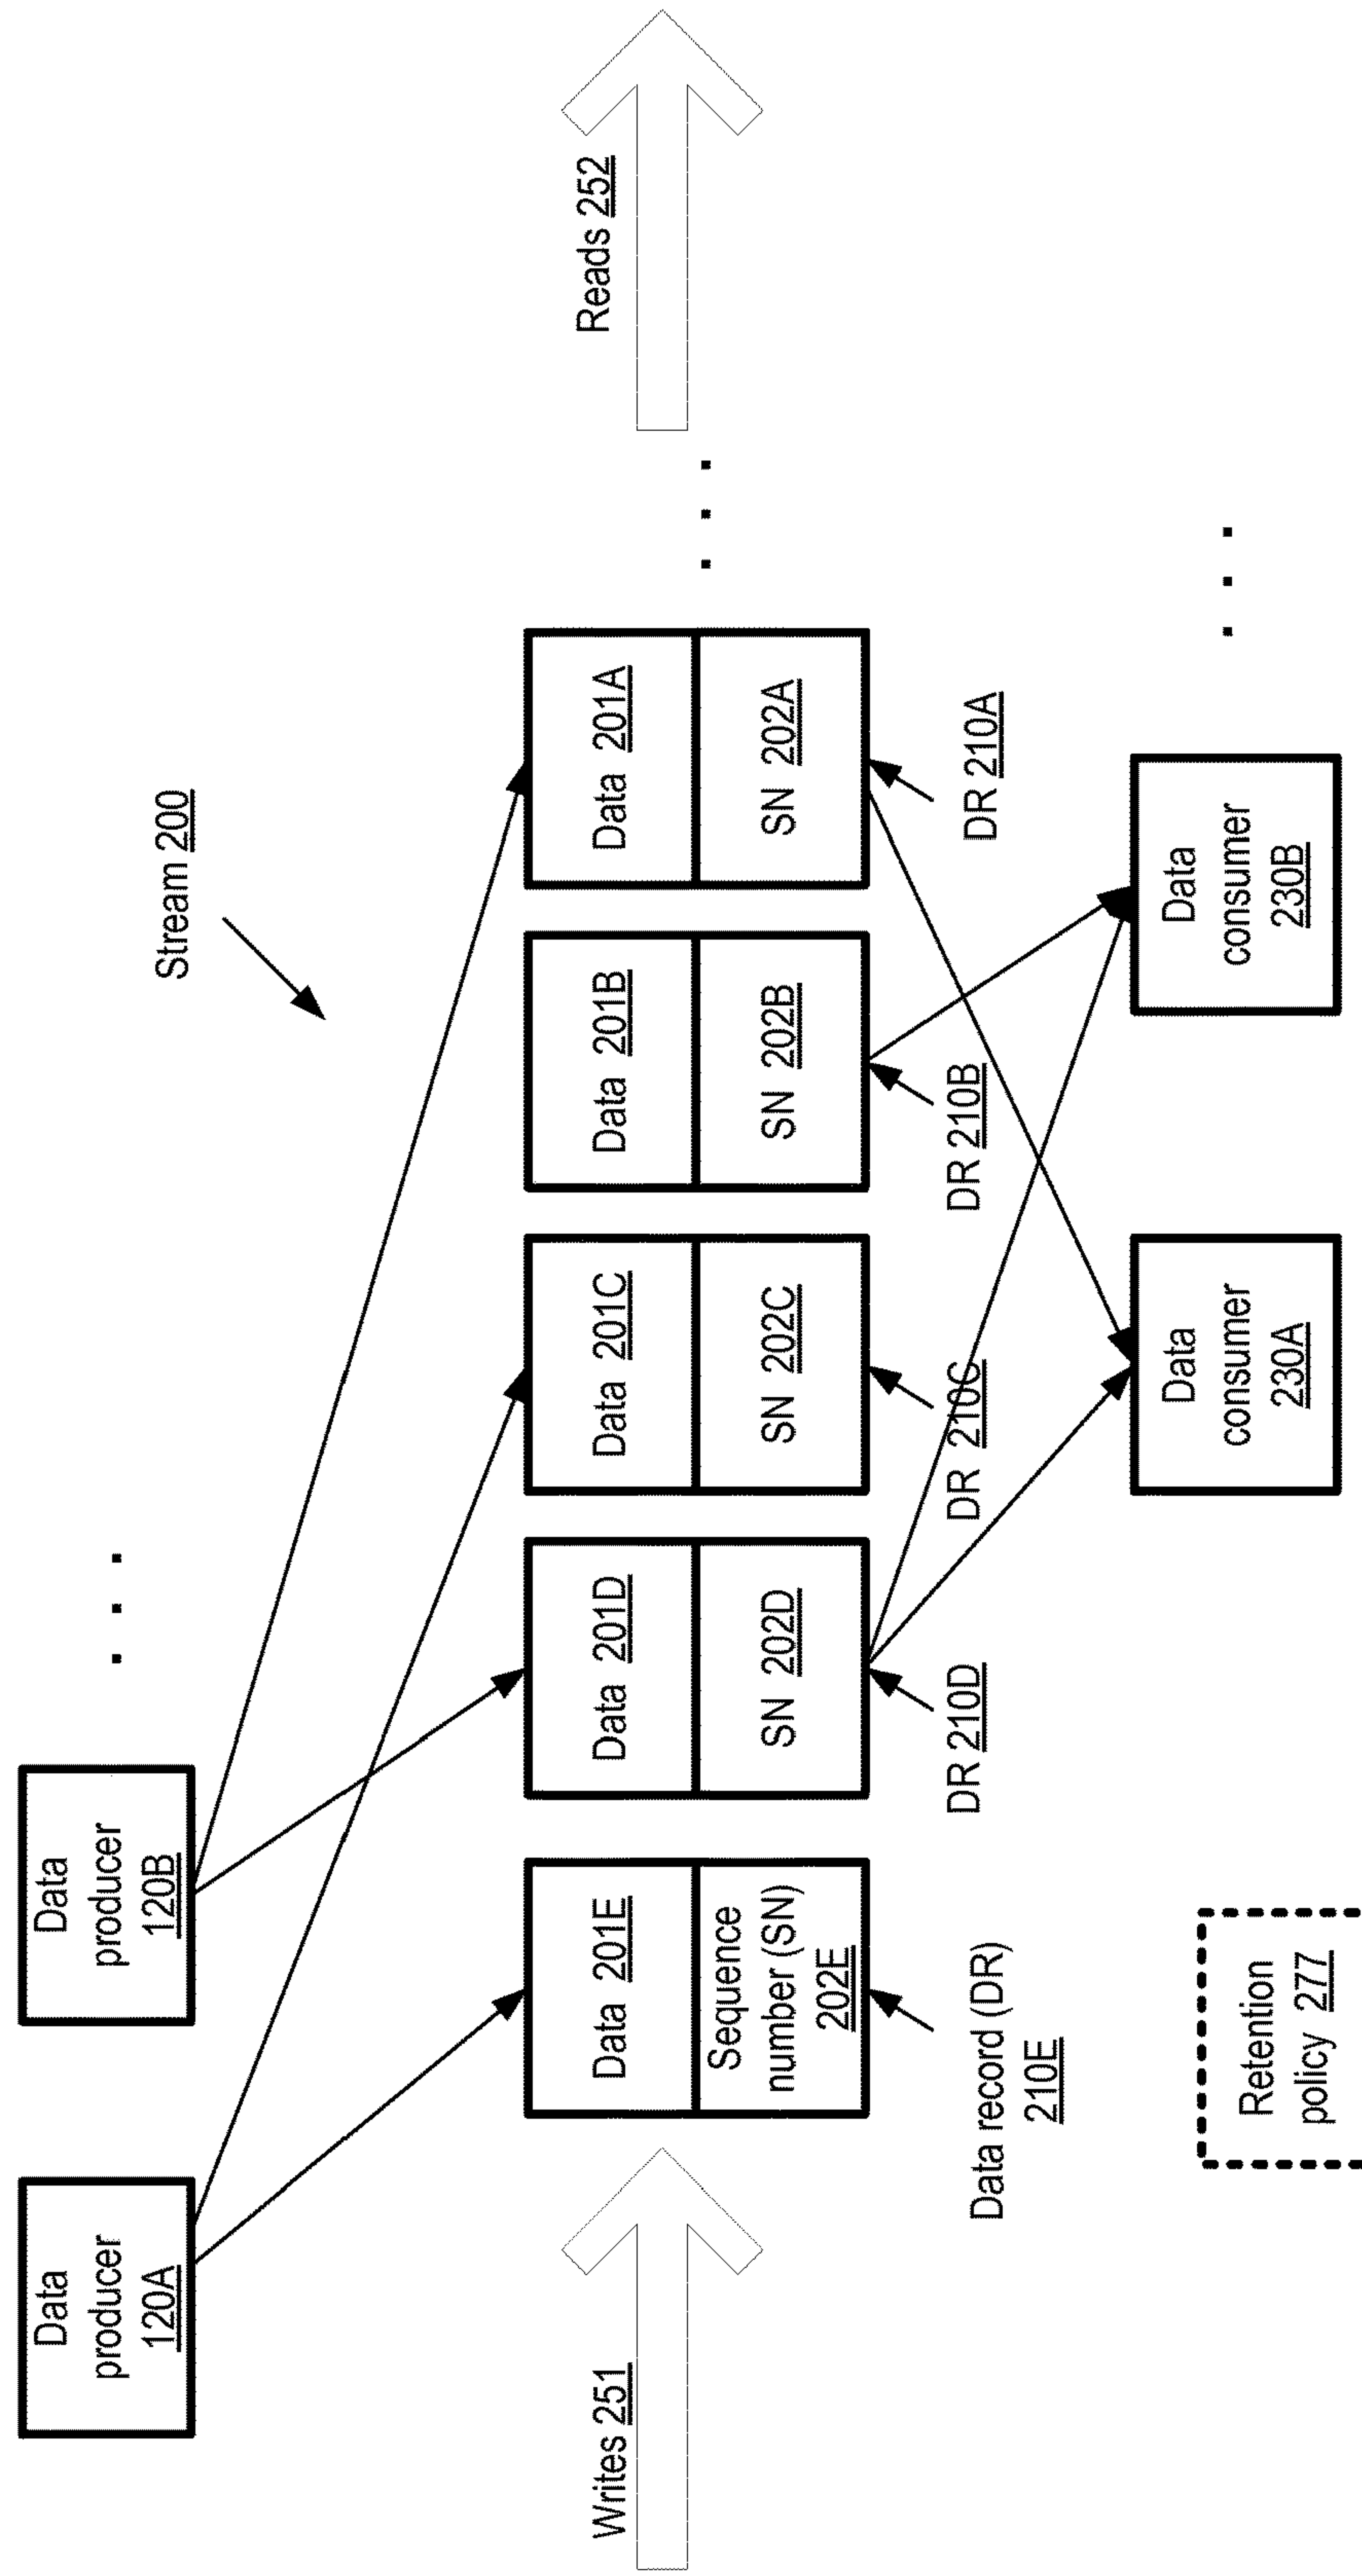 Data
producer
120A
Data
producer
120B
. . .
Stream 200
Writes 251
Reads 252
Data 201E
Sequence
number (SN)
202E
Data 201D
SN 202D
Data 201C
SN 202C
Data 201B
SN 202B
Data 201A
SN 202A
. . .
Data record (DR)
210E
DR 210D
DR 210C
DR 210B
DR 210A
Retention
policy 277
Data
consumer
230A
Data
consumer
230B
. . .